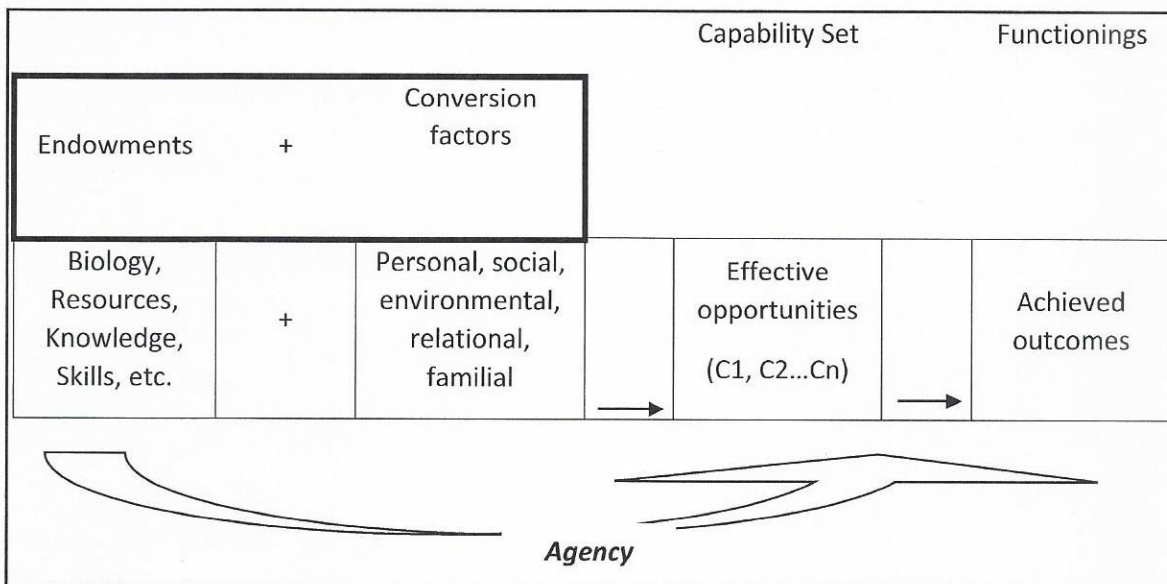 Capability Set
Functionings
Endowments
+
Conversion
factors
Biology,
Resources,
Knowledge,
Skills, etc.
+
Personal, social,
environmental,
relational,
familial
Effective
opportunities
(C1, C2...Cn)
Achieved
outcomes
Agency